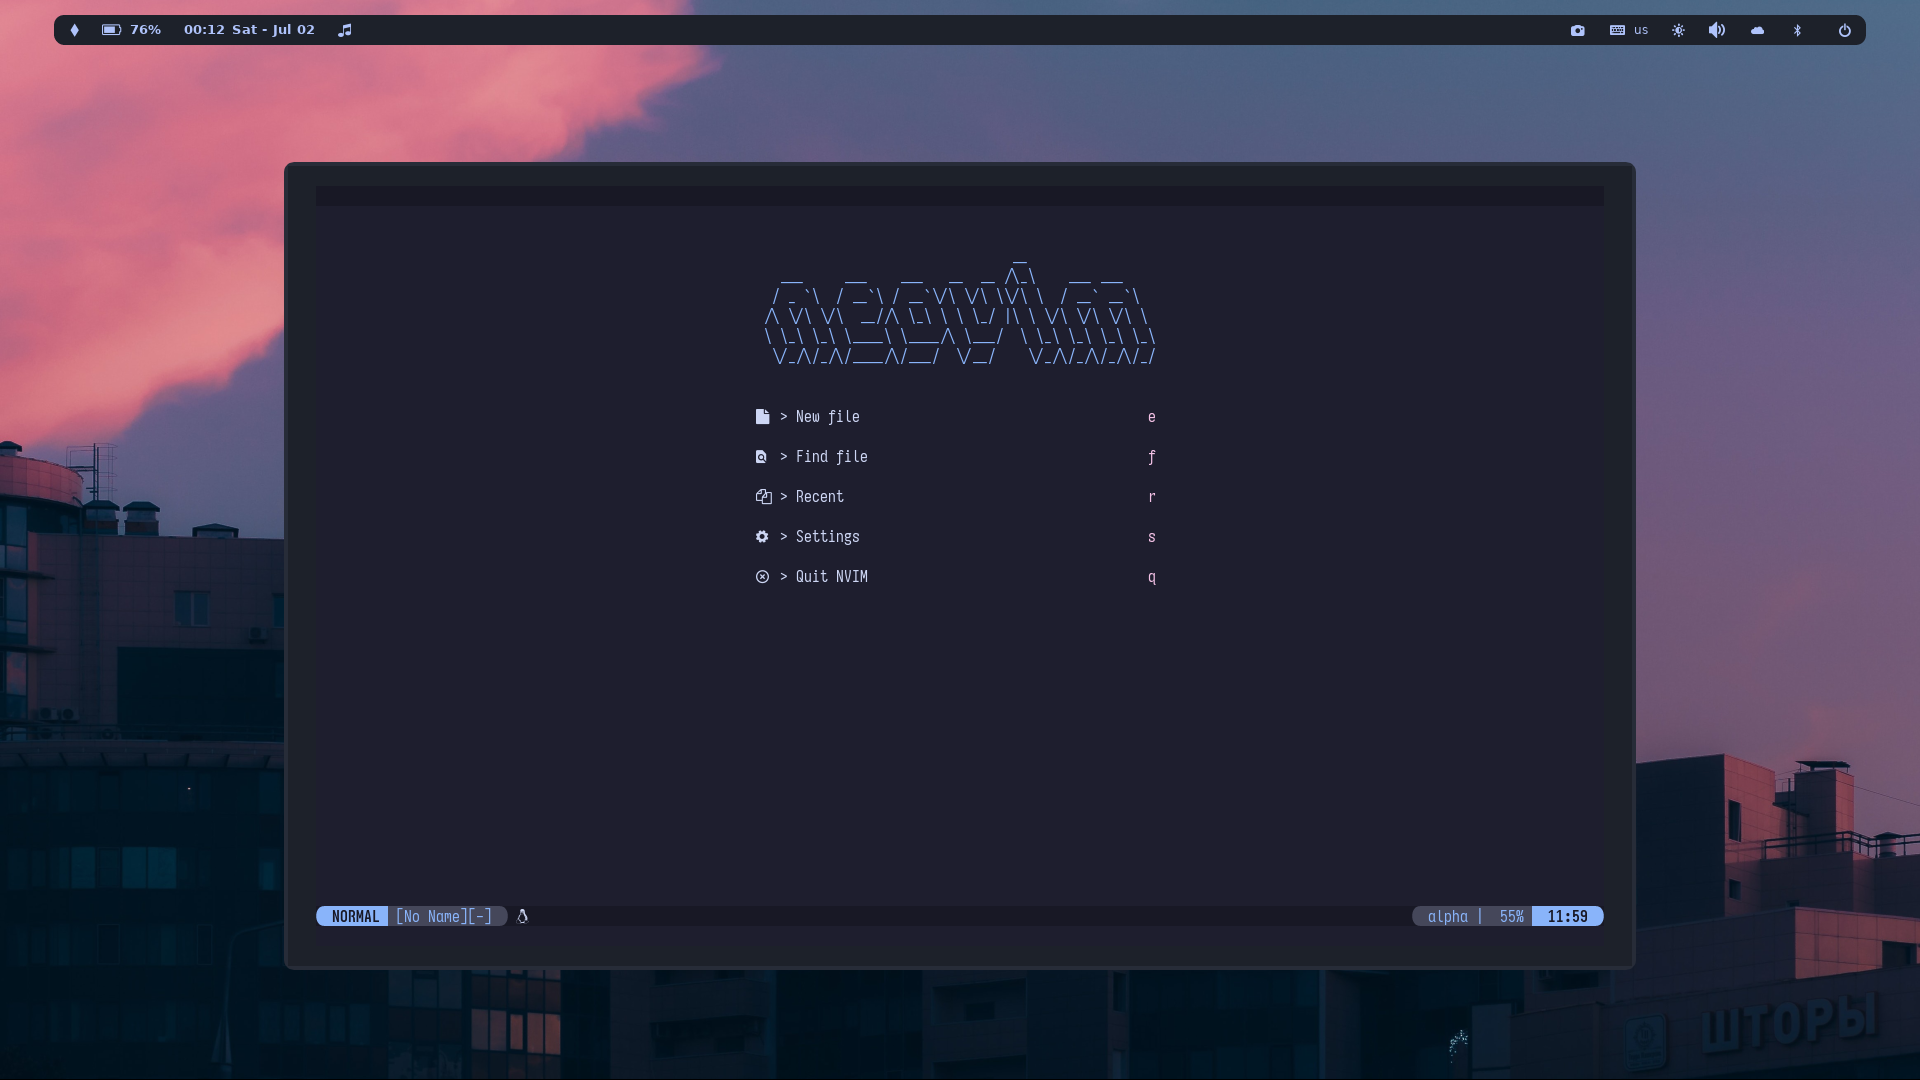 76% 00:12 Sat - Jul 02 us
neovim
> New file e
> Find file f
> Recent r
> Settings s
> Quit NVIM q
NORMAL [No Name][-] alpha | 55% 11:59
ШТОРЫ